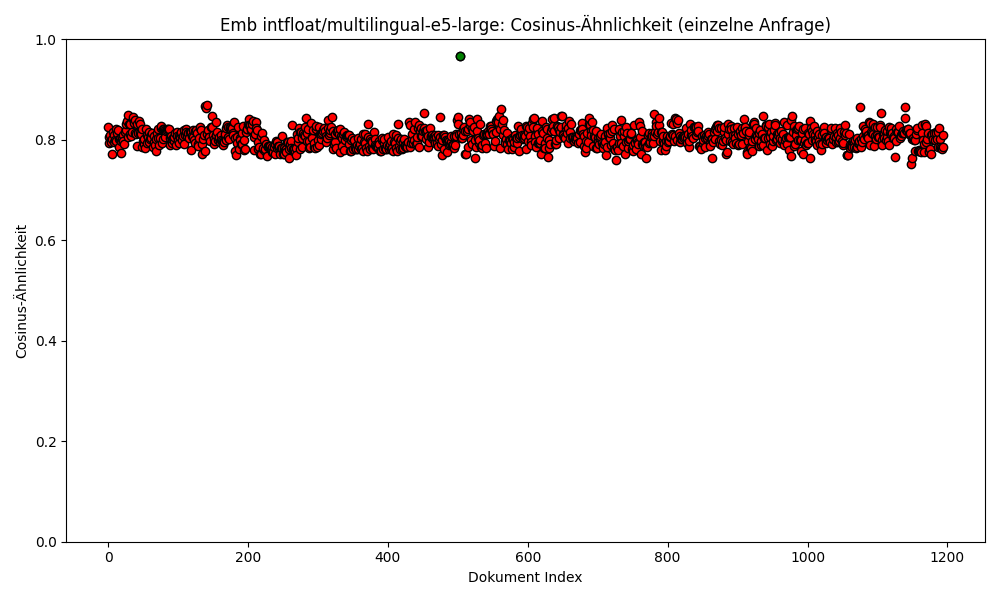 Emb intfloat/multilingual-e5-large: Cosinus-Ähnlichkeit (einzelne Anfrage)
1.0
0.8
0.6
0.4
0.2
0.0
Cosinus-Ähnlichkeit
0 200 400 600 800 1000 1200
Dokument Index